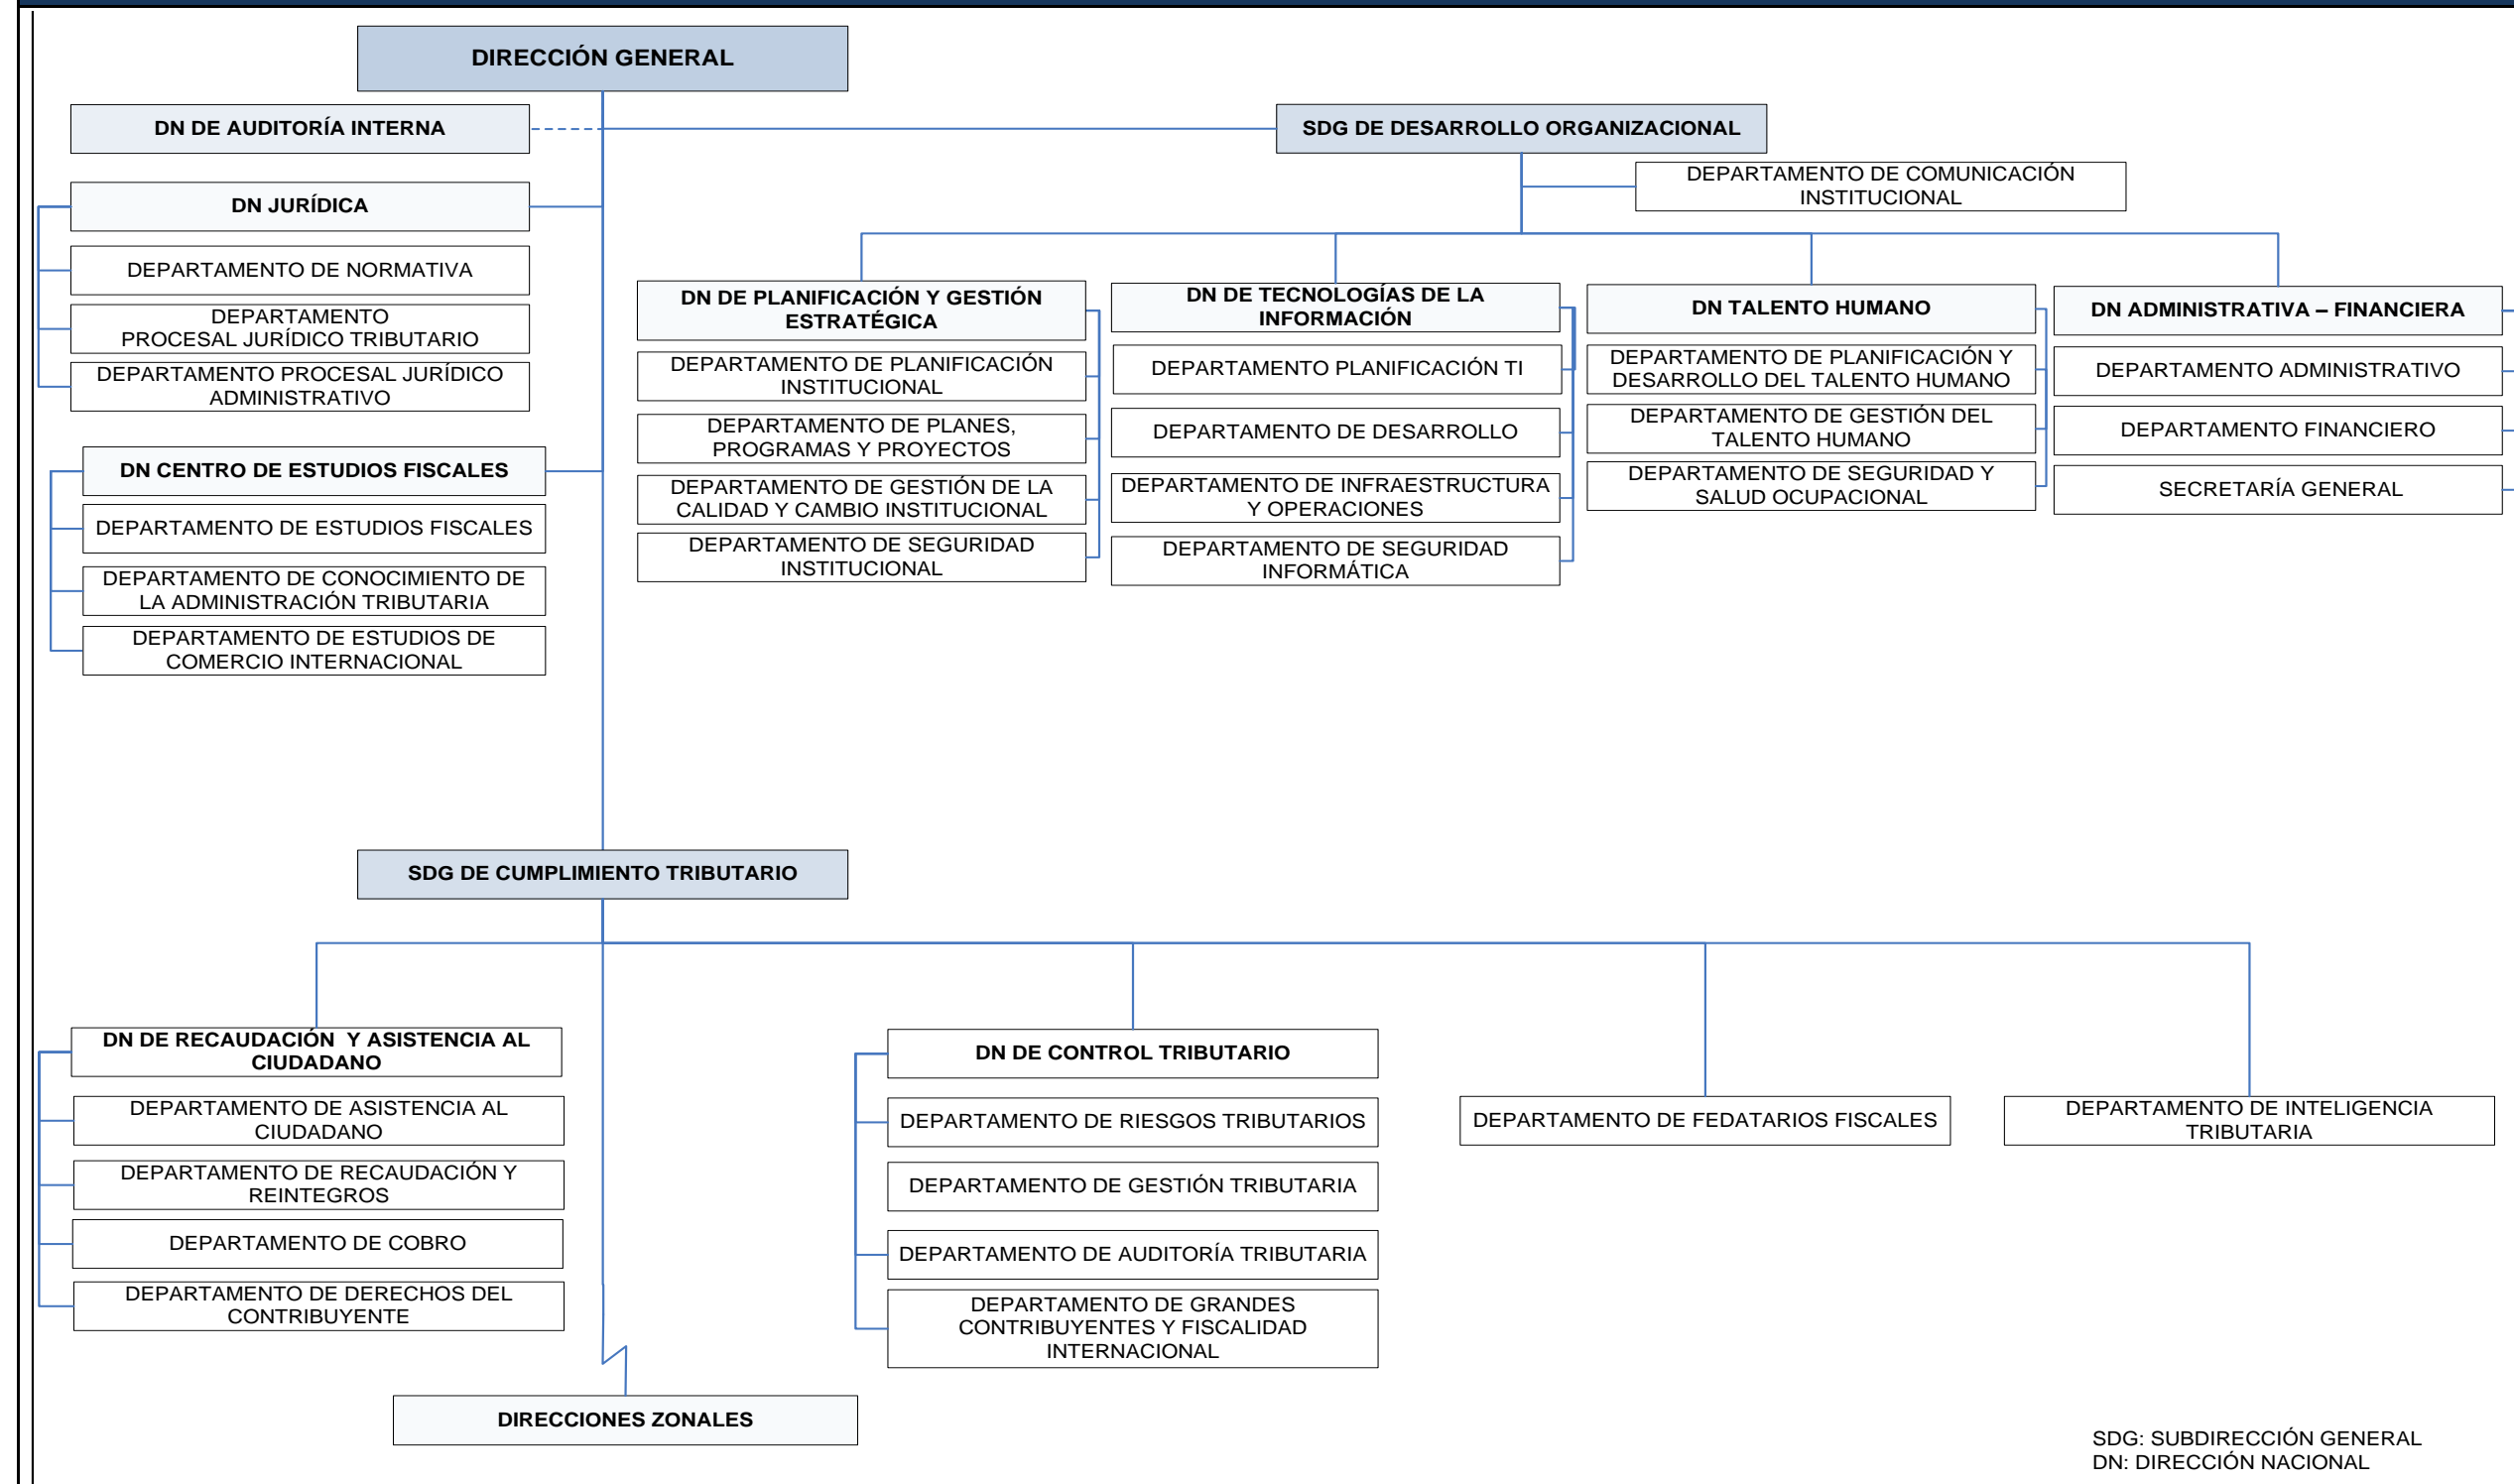 DIRECCIÓN GENERAL
DN DE AUDITORÍA INTERNA
SDG DE DESARROLLO ORGANIZACIONAL
DEPARTAMENTO DE COMUNICACIÓN
INSTITUCIONAL
DN JURÍDICA
DEPARTAMENTO DE NORMATIVA
DEPARTAMENTO
PROCESAL JURÍDICO TRIBUTARIO
DEPARTAMENTO PROCESAL JURÍDICO
ADMINISTRATIVO
DN CENTRO DE ESTUDIOS FISCALES
DEPARTAMENTO DE ESTUDIOS FISCALES
DEPARTAMENTO DE CONOCIMIENTO DE
LA ADMINISTRACIÓN TRIBUTARIA
DEPARTAMENTO DE ESTUDIOS DE
COMERCIO INTERNACIONAL
DN DE PLANIFICACIÓN Y GESTIÓN
ESTRATÉGICA
DEPARTAMENTO DE PLANIFICACIÓN
INSTITUCIONAL
DEPARTAMENTO DE PLANES,
PROGRAMAS Y PROYECTOS
DEPARTAMENTO DE GESTIÓN DE LA
CALIDAD Y CAMBIO INSTITUCIONAL
DEPARTAMENTO DE SEGURIDAD
INSTITUCIONAL
DN DE TECNOLOGÍAS DE LA
INFORMACIÓN
DEPARTAMENTO PLANIFICACIÓN TI
DEPARTAMENTO DE DESARROLLO
DEPARTAMENTO DE INFRAESTRUCTURA
Y OPERACIONES
DEPARTAMENTO DE SEGURIDAD
INFORMÁTICA
DN TALENTO HUMANO
DEPARTAMENTO DE PLANIFICACIÓN Y
DESARROLLO DEL TALENTO HUMANO
DEPARTAMENTO DE GESTIÓN DEL
TALENTO HUMANO
DEPARTAMENTO DE SEGURIDAD Y
SALUD OCUPACIONAL
DN ADMINISTRATIVA – FINANCIERA
DEPARTAMENTO ADMINISTRATIVO
DEPARTAMENTO FINANCIERO
SECRETARÍA GENERAL
SDG DE CUMPLIMIENTO TRIBUTARIO
DN DE RECAUDACIÓN Y ASISTENCIA AL
CIUDADANO
DEPARTAMENTO DE ASISTENCIA AL
CIUDADANO
DEPARTAMENTO DE RECAUDACIÓN Y
REINTEGROS
DEPARTAMENTO DE COBRO
DEPARTAMENTO DE DERECHOS DEL
CONTRIBUYENTE
DN DE CONTROL TRIBUTARIO
DEPARTAMENTO DE RIESGOS TRIBUTARIOS
DEPARTAMENTO DE GESTIÓN TRIBUTARIA
DEPARTAMENTO DE AUDITORÍA TRIBUTARIA
DEPARTAMENTO DE GRANDES
CONTRIBUYENTES Y FISCALIDAD
INTERNACIONAL
DEPARTAMENTO DE FEDATARIOS FISCALES
DEPARTAMENTO DE INTELIGENCIA
TRIBUTARIA
DIRECCIONES ZONALES
SDG: SUBDIRECCIÓN GENERAL
DN: DIRECCIÓN NACIONAL